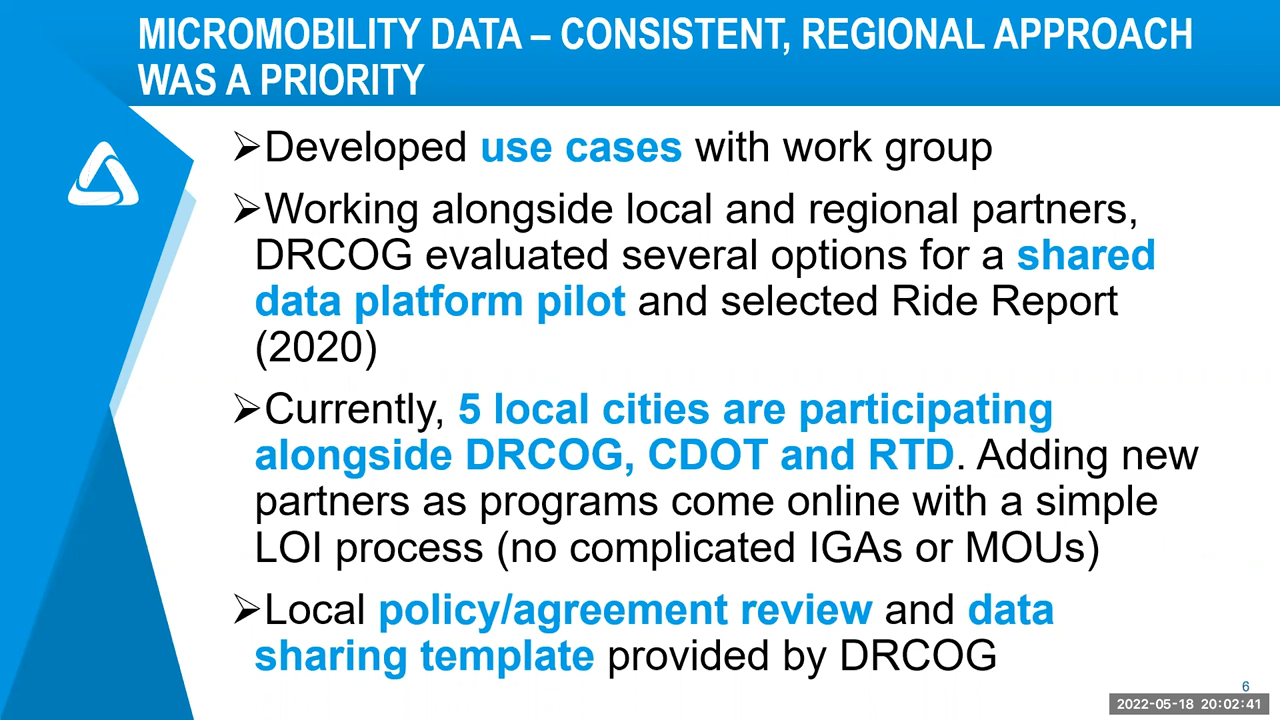 MICROMOBILITY DATA – CONSISTENT, REGIONAL APPROACH
WAS A PRIORITY
➢Developed use cases with work group
➢Working alongside local and regional partners,
DRCOG evaluated several options for a shared
data platform pilot and selected Ride Report
(2020)
➢Currently, 5 local cities are participating
alongside DRCOG, CDOT and RTD. Adding new
partners as programs come online with a simple
LOI process (no complicated IGAs or MOUs)
➢Local policy/agreement review and data
sharing template provided by DRCOG
6
2022-05-18 20:02:41